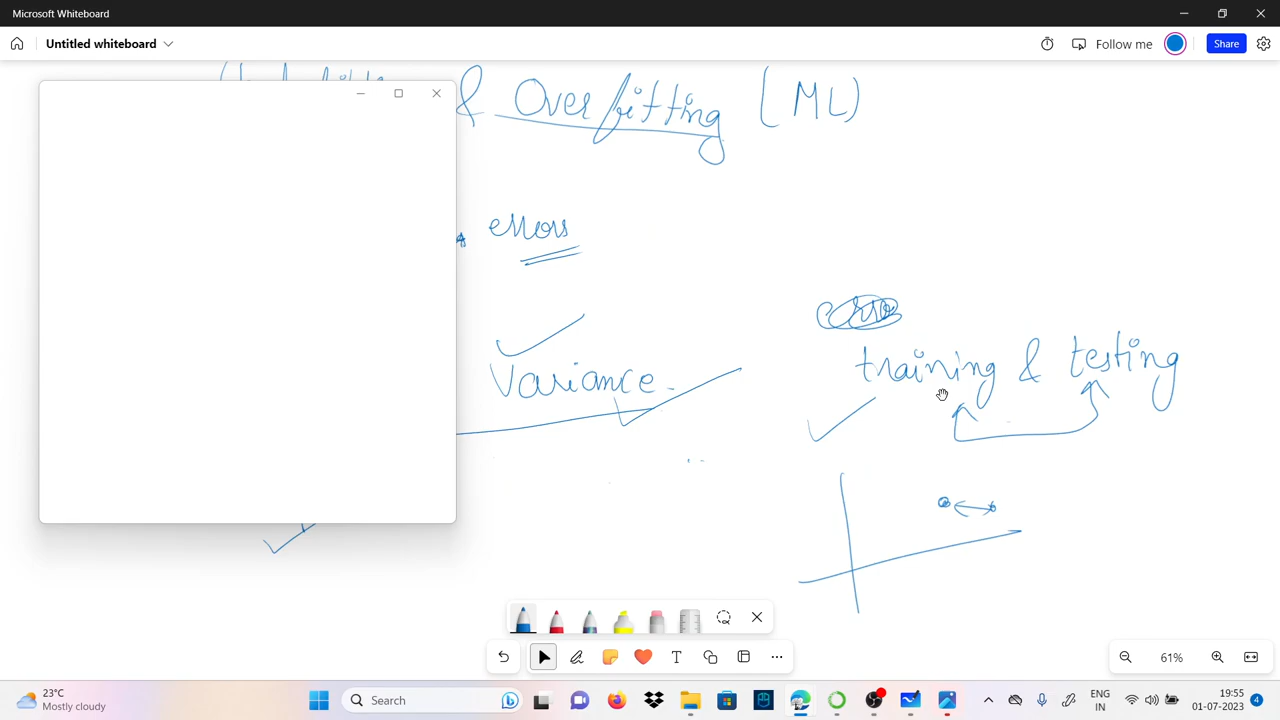 Microsoft Whiteboard
Untitled whiteboard
Follow me
Share
& Overfitting (ML)
errors
training & testing
Variance
61%
23°C
Mostly cloudy
Search
ENG
IN
19:55
01-07-2023
4